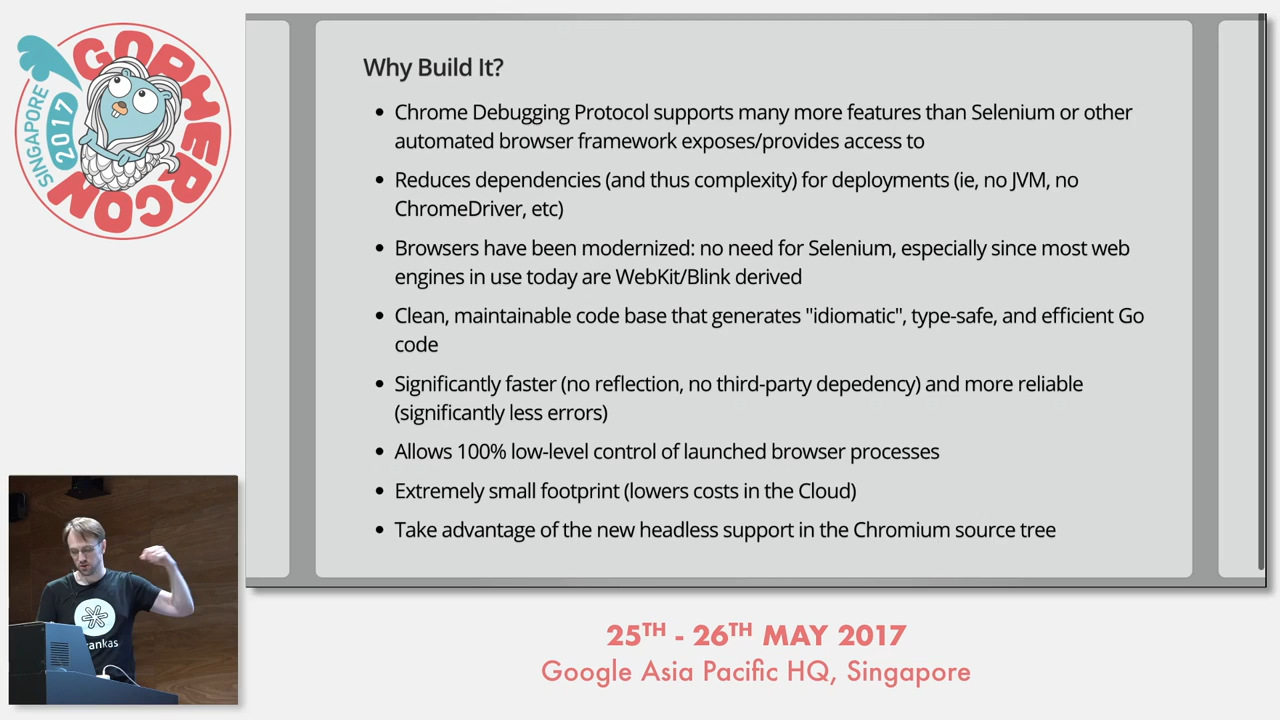 GOPHERCON
SINGAPORE
2017
Why Build It?
• Chrome Debugging Protocol supports many more features than Selenium or other
automated browser framework exposes/provides access to
• Reduces dependencies (and thus complexity) for deployments (ie, no JVM, no
ChromeDriver, etc)
• Browsers have been modernized: no need for Selenium, especially since most web
engines in use today are WebKit/Blink derived
• Clean, maintainable code base that generates "idiomatic", type-safe, and efficient Go
code
• Significantly faster (no reflection, no third-party depedency) and more reliable
(significantly less errors)
• Allows 100% low-level control of launched browser processes
• Extremely small footprint (lowers costs in the Cloud)
• Take advantage of the new headless support in the Chromium source tree
25TH - 26TH MAY 2017
Google Asia Pacific HQ, Singapore